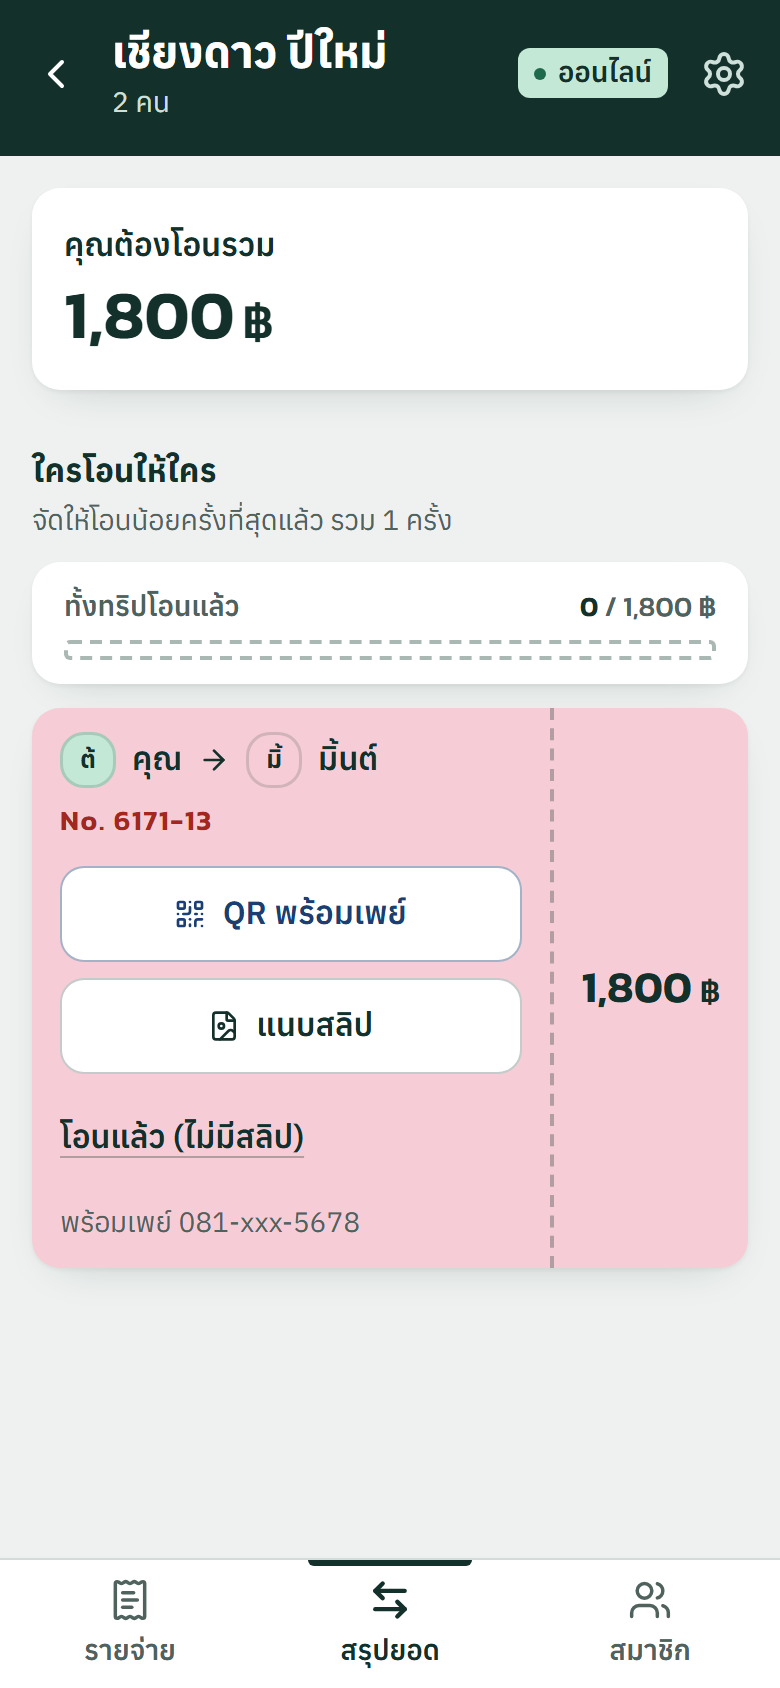 เชียงดาว ปีใหม่
2 คน
ออนไลน์
คุณต้องโอนรวม
1,800 ฿
ใครโอนให้ใคร
จัดให้โอนน้อยครั้งที่สุดแล้ว รวม 1 ครั้ง
ทั้งทริปโอนแล้ว
0 / 1,800 ฿
ต้ คุณ → มิ้ มิ้นต์
No. 6171-13
QR พร้อมเพย์
แนบสลิป
1,800 ฿
โอนแล้ว (ไม่มีสลิป)
พร้อมเพย์ 081-xxx-5678
รายจ่าย
สรุปยอด
สมาชิก